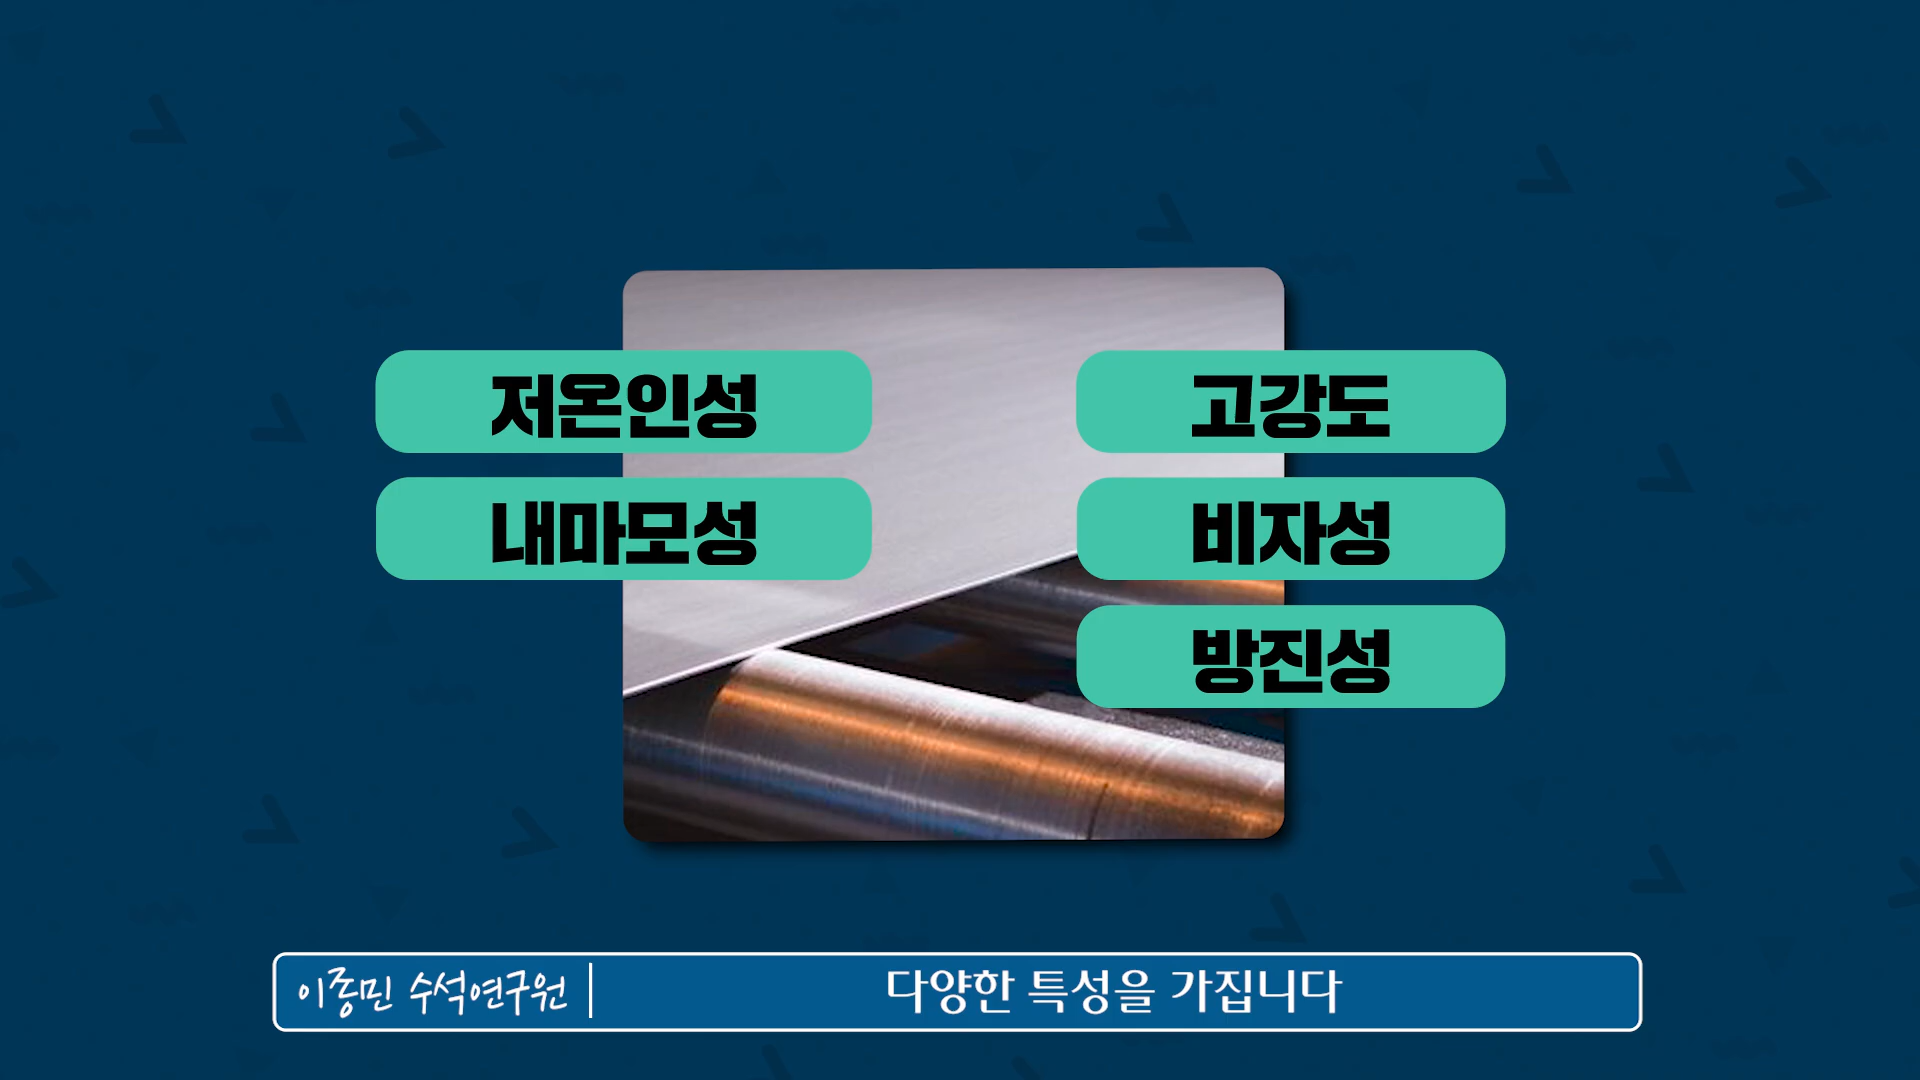 저온인성
내마모성
고강도
비자성
방진성
이종민 수석연구원
다양한 특성을 가집니다